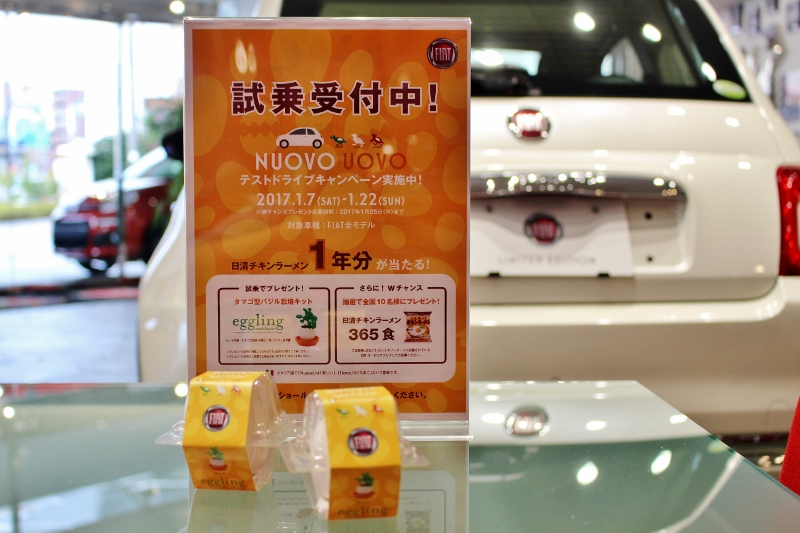 FIAT
試乗受付中!
NUOVO UOVO
テストドライブキャンペーン実施中!
2017.1.7(SAT)-1.22(SUN)
対象車種:FIAT全モデル
日清チキンラーメン1年分が当たる!
試乗でプレゼント!
タマゴ型バジル栽培キット
eggling
さらに!Wチャンス
抽選で全国10名様にプレゼント!
日清チキンラーメン
365食
FIAT
FIAT
LIMITED EDITION
FIAT
eggling
FIAT
eggling